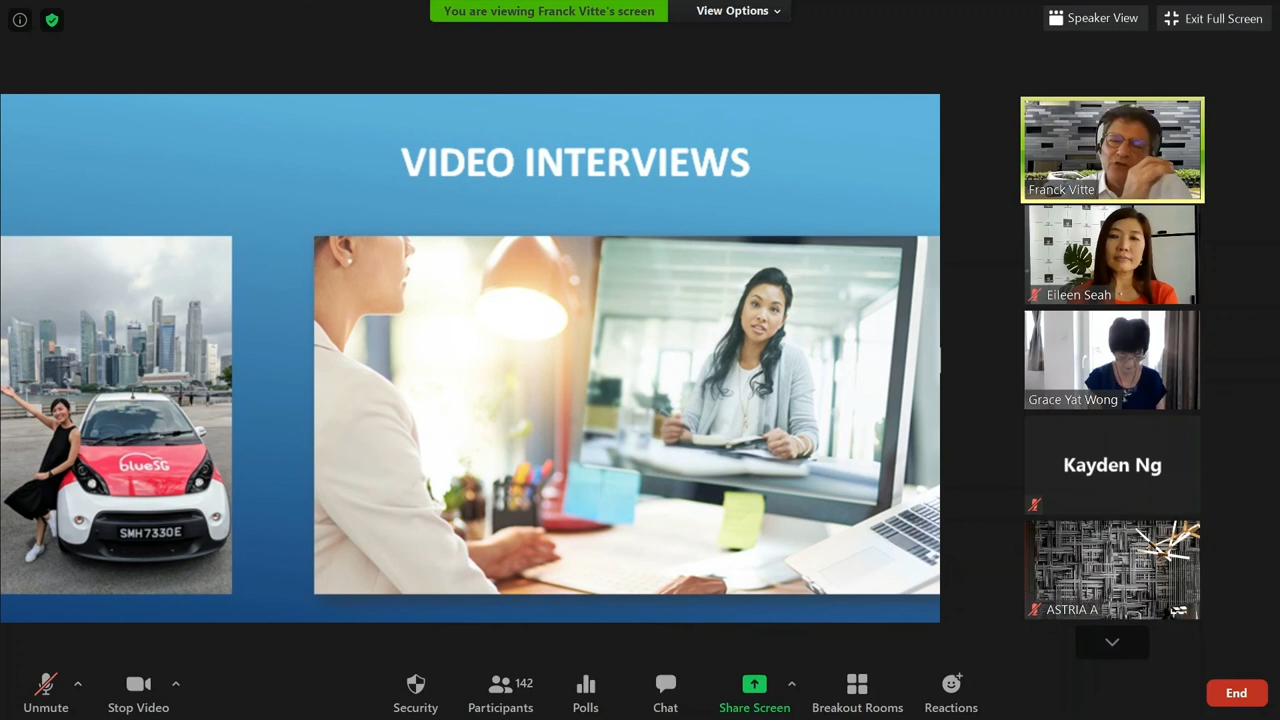 You are viewing Franck Vitte's screen
View Options
Speaker View
Exit Full Screen
VIDEO INTERVIEWS
blueSG
SMH7330E
Franck Vitte
Eileen Seah
Grace Yat Wong
Kayden Ng
ASTRIA A
Unmute
Stop Video
Security
Participants
142
Polls
Chat
Share Screen
Breakout Rooms
Reactions
End